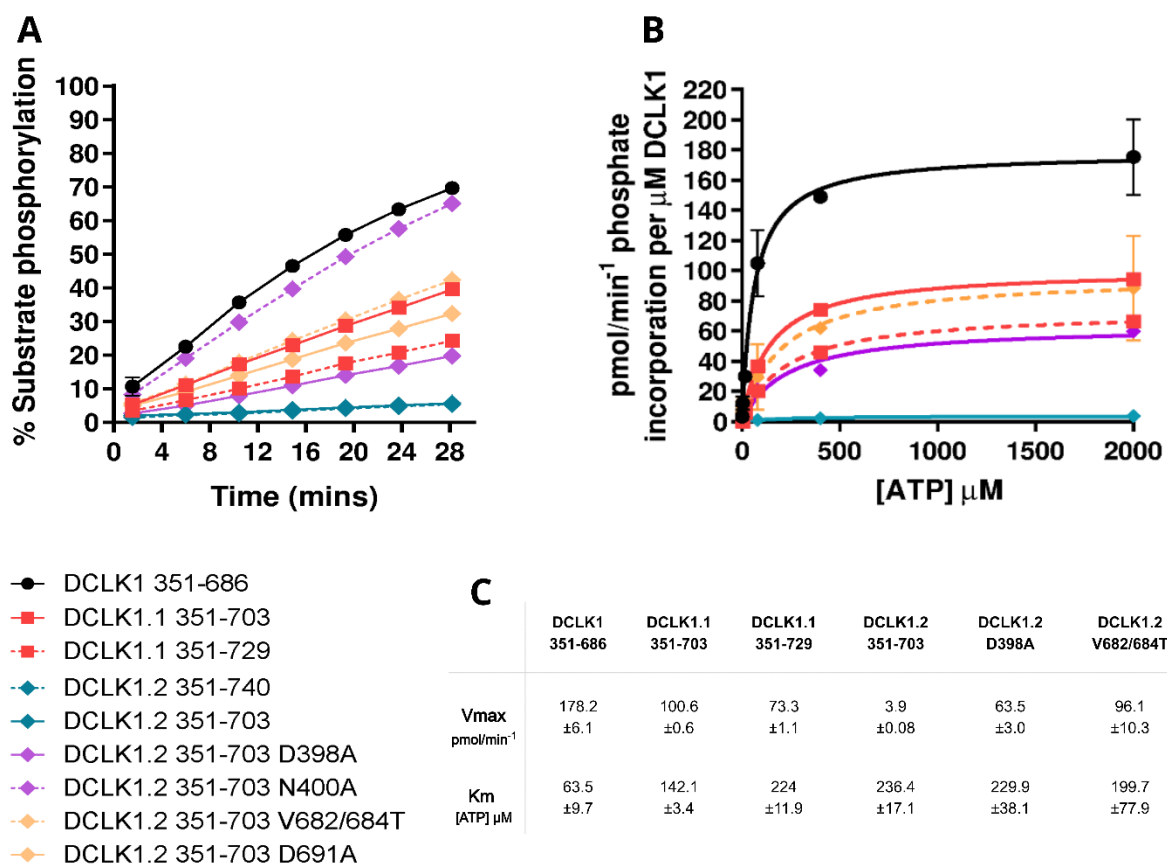 A
% Substrate phosphorylation
100
90
80
70
60
50
40
30
20
10
0
0 4 8 12 16 20 24 28
Time (mins)
B
pmol/min-1 phosphate
incorporation per μM DCLK1
220
200
180
160
140
120
100
80
60
40
20
0
0 500 1000 1500 2000
[ATP] μM
DCLK1 351-686
DCLK1.1 351-703
DCLK1.1 351-729
DCLK1.2 351-740
DCLK1.2 351-703
DCLK1.2 351-703 D398A
DCLK1.2 351-703 N400A
DCLK1.2 351-703 V682/684T
DCLK1.2 351-703 D691A
C
DCLK1 DCLK1.1 DCLK1.1 DCLK1.2 DCLK1.2 DCLK1.2
351-686 351-703 351-729 351-703 D398A V682/684T
Vmax 178.2 100.6 73.3 3.9 63.5 96.1
pmol/min-1 ±6.1 ±0.6 ±1.1 ±0.08 ±3.0 ±10.3
Km 63.5 142.1 224 236.4 229.9 199.7
[ATP] μM ±9.7 ±3.4 ±11.9 ±17.1 ±38.1 ±77.9